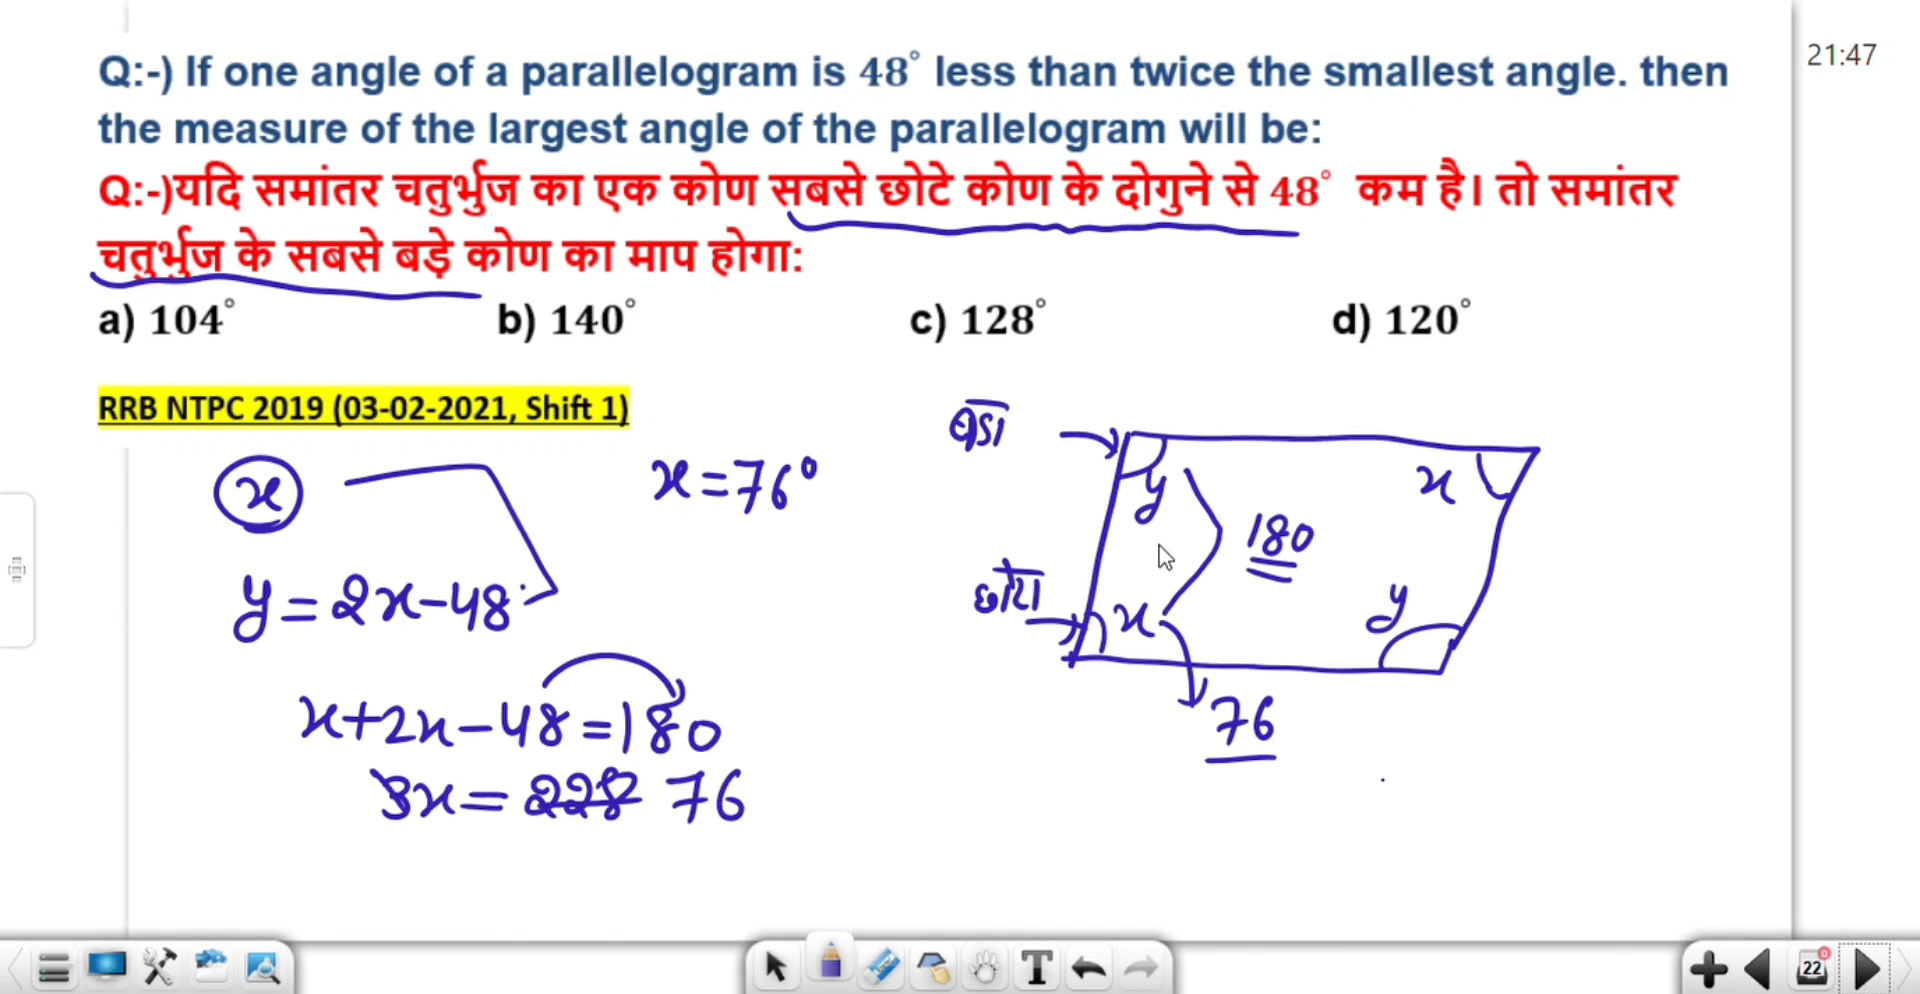 21:47
Q:-) If one angle of a parallelogram is 48° less than twice the smallest angle. then
the measure of the largest angle of the parallelogram will be:
Q:-)यदि समांतर चतुर्भुज का एक कोण सबसे छोटे कोण के दोगुने से 48° कम है। तो समांतर
चतुर्भुज के सबसे बड़े कोण का माप होगा:
a) 104° b) 140° c) 128° d) 120°
RRB NTPC 2019 (03-02-2021, Shift 1)
बड़ा
x x=76° y x
180
y=2x-48 छोटा x y
x+2x-48=180 76
3x=228 76
T 22 0